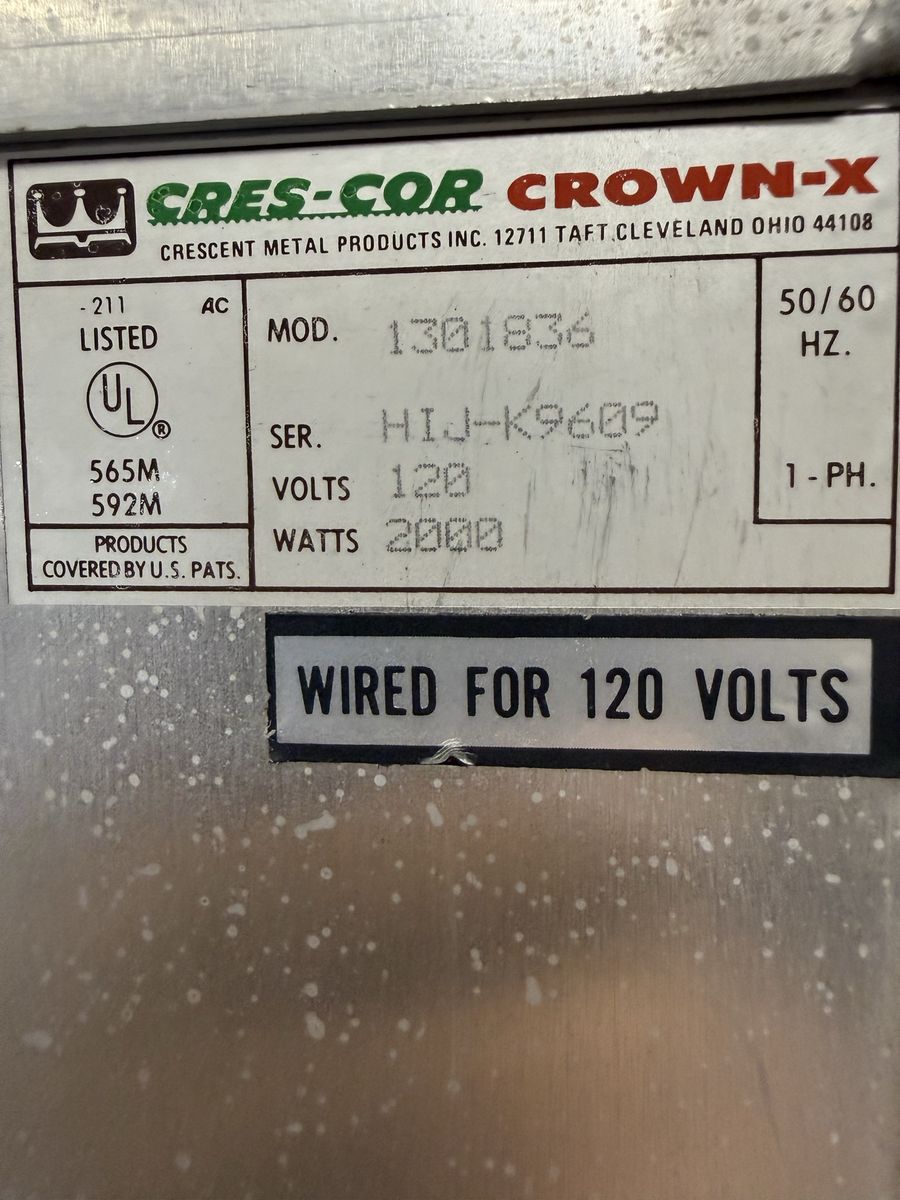 CRES-COR CROWN-X
CRESCENT METAL PRODUCTS INC. 12711 TAFT, CLEVELAND OHIO 44108
-211 AC
LISTED
UL®
565M
592M
PRODUCTS
COVERED BY U.S. PATS.
MOD. 1301836
SER. HIJ-K9609
VOLTS 120
WATTS 2000
50/60
HZ.
1-PH.
WIRED FOR 120 VOLTS